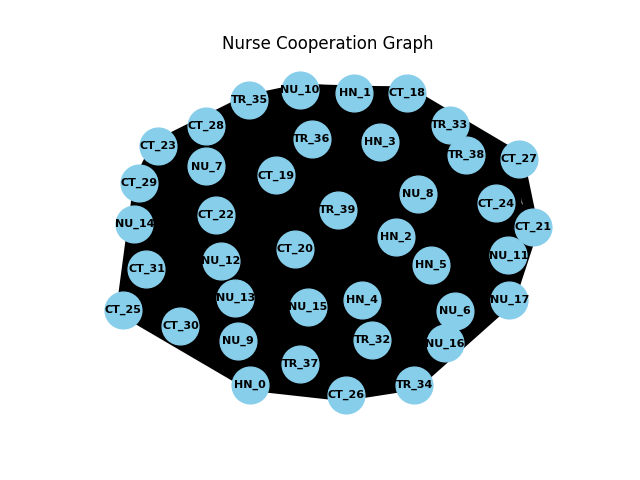 Nurse Cooperation Graph
NU_10
HN_1
CT_18
TR_35
CT_28
TR_33
TR_36
HN_3
CT_23
TR_38
CT_27
NU_7
CT_19
CT_29
NU_8
CT_24
TR_39
CT_22
NU_14
CT_21
HN_2
CT_20
NU_11
NU_12
HN_5
CT_31
NU_13
HN_4
NU_17
NU_15
CT_25
NU_6
CT_30
TR_32
NU_9
NU_16
TR_37
HN_0
TR_34
CT_26